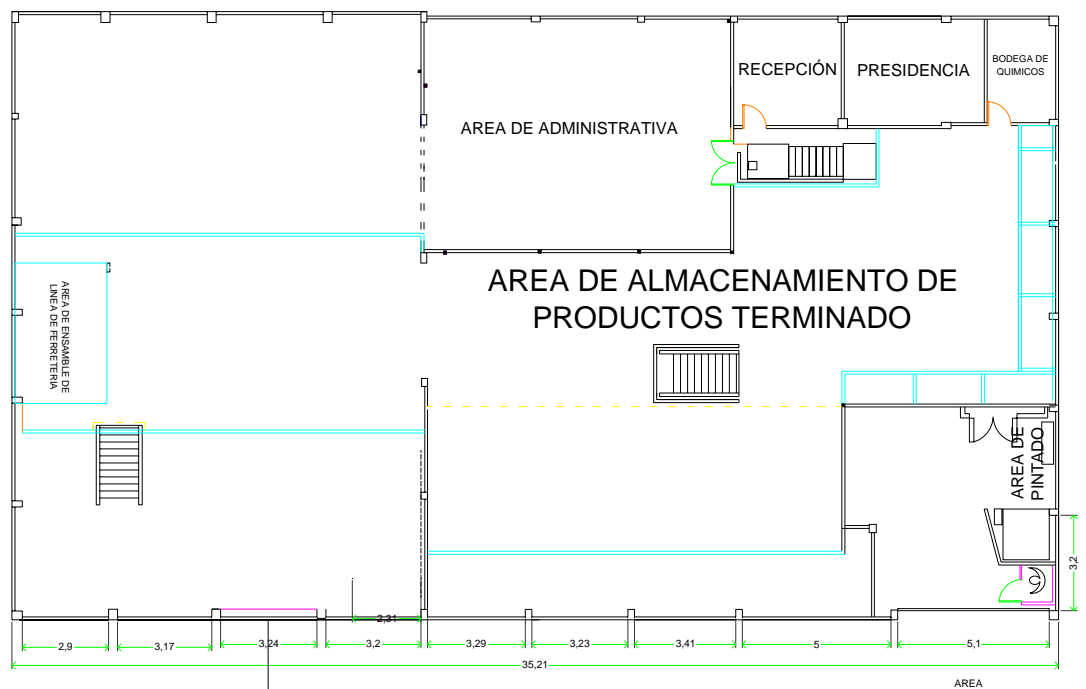 RECEPCIÓN
PRESIDENCIA
BODEGA DE
QUIMICOS
AREA DE ADMINISTRATIVA
AREA DE ALMACENAMIENTO DE
PRODUCTOS TERMINADO
AREA DE ENSAMBLE DE
LINEA DE FERRETERIA
AREA DE
PINTADO
3,2
2,31
2,9
3,17
3,24
3,2
3,29
3,23
3,41
5
5,1
35,21
AREA